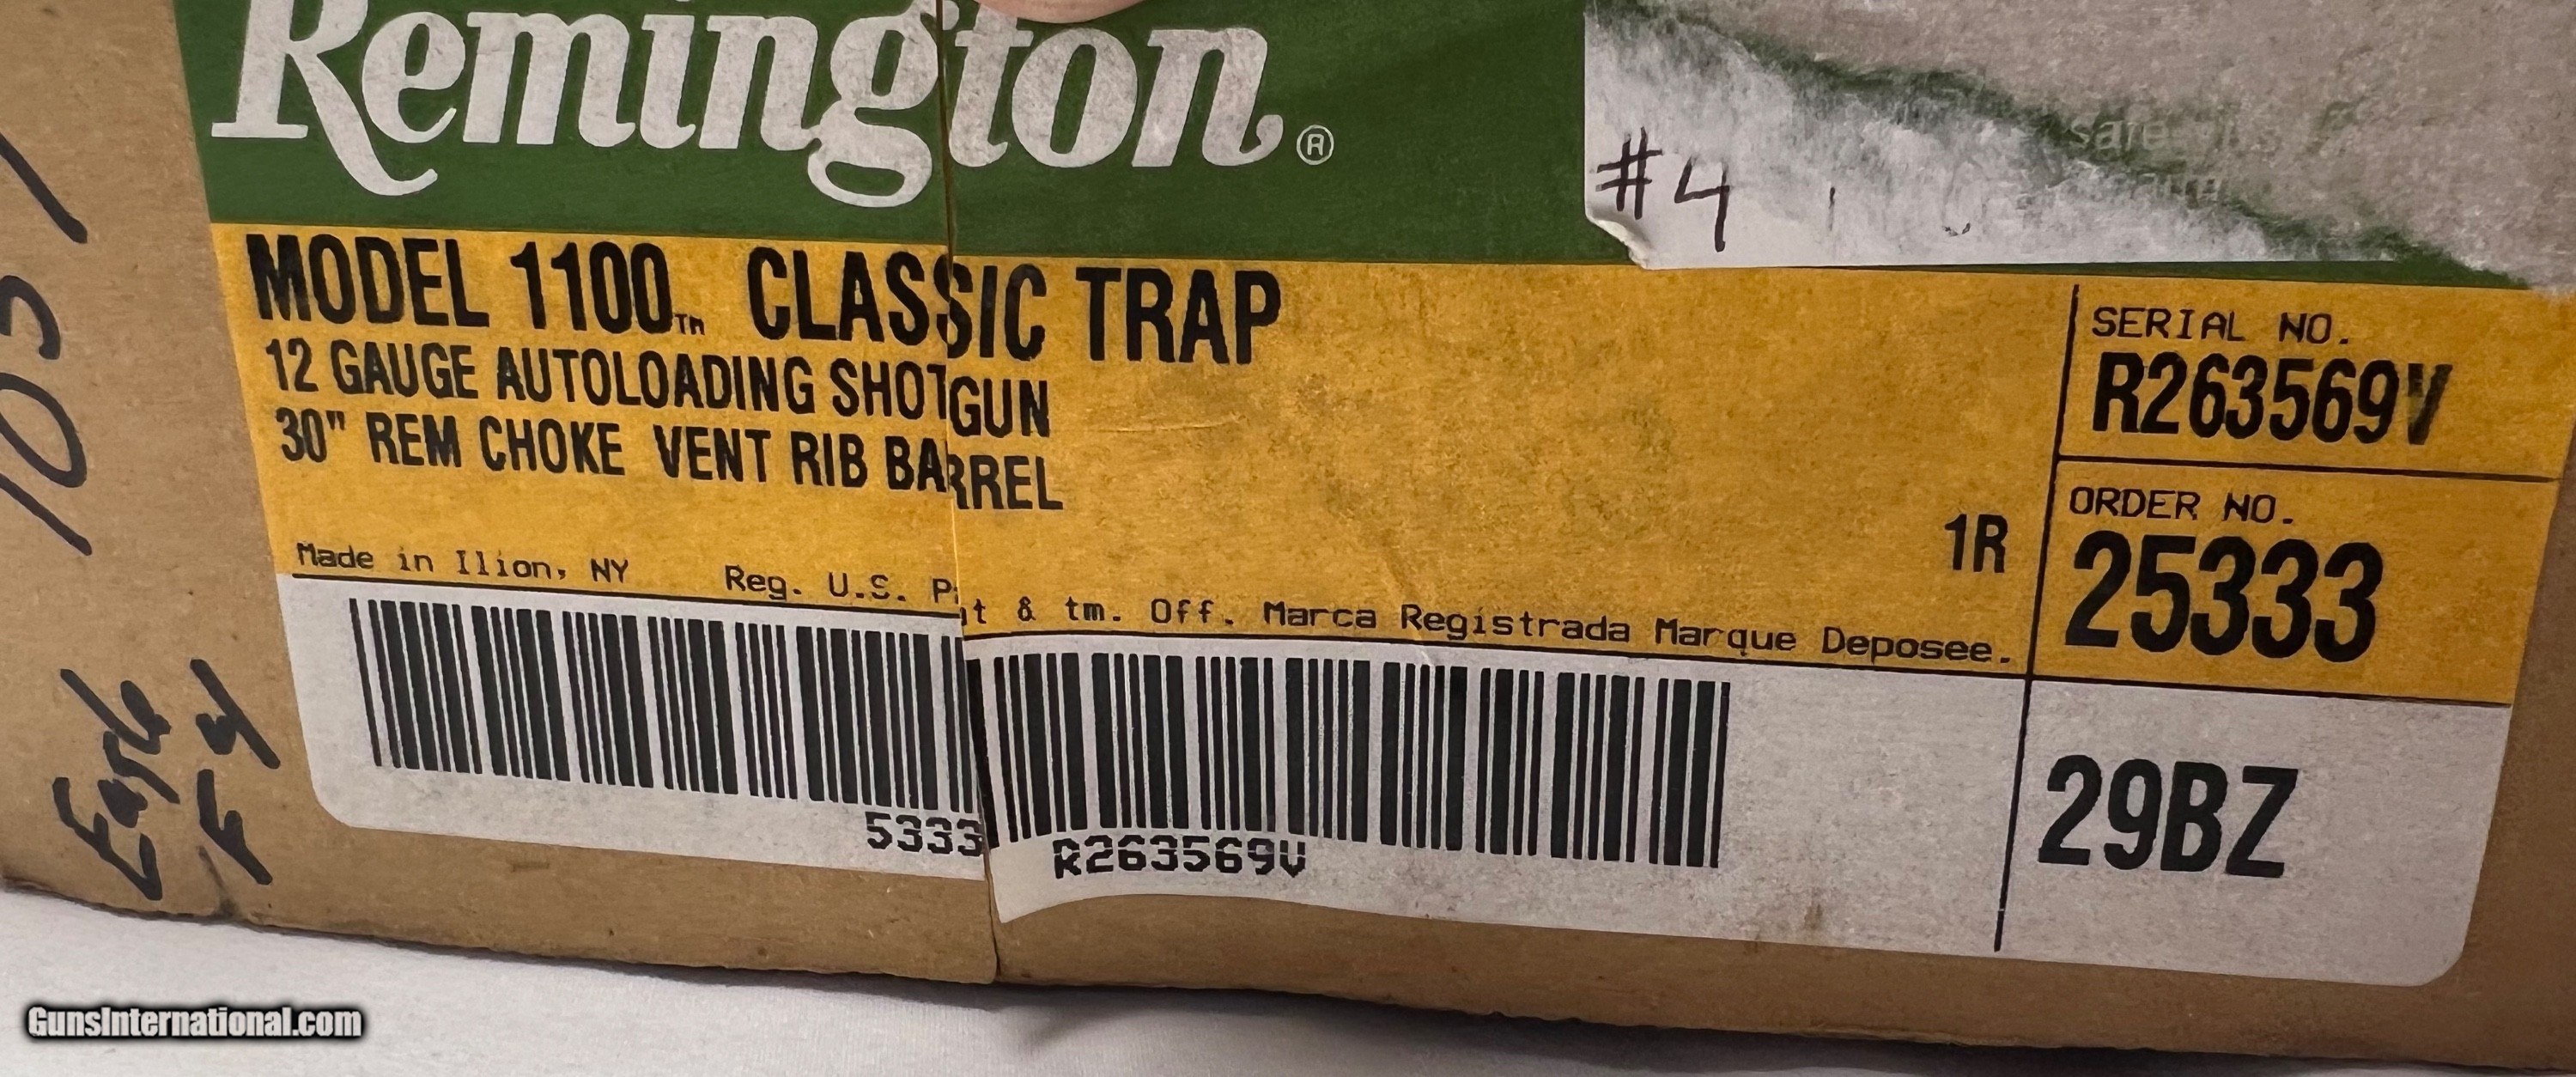 Remington®
#4
MODEL 1100™ CLASSIC TRAP
12 GAUGE AUTOLOADING SHOTGUN
30" REM CHOKE VENT RIB BARREL
1R
Made in Ilion, NY Reg. U.S. Pat & tm. Off. Marca Registrada Marque Deposee.
SERIAL NO.
R263569V
ORDER NO.
25333
29BZ
5333
R263569V
GunsInternational.com